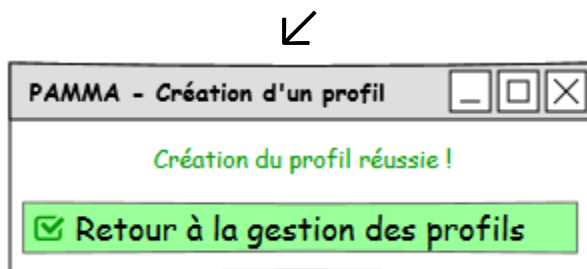 PAMMA - Création d'un profil
Création du profil réussie !
Retour à la gestion des profils